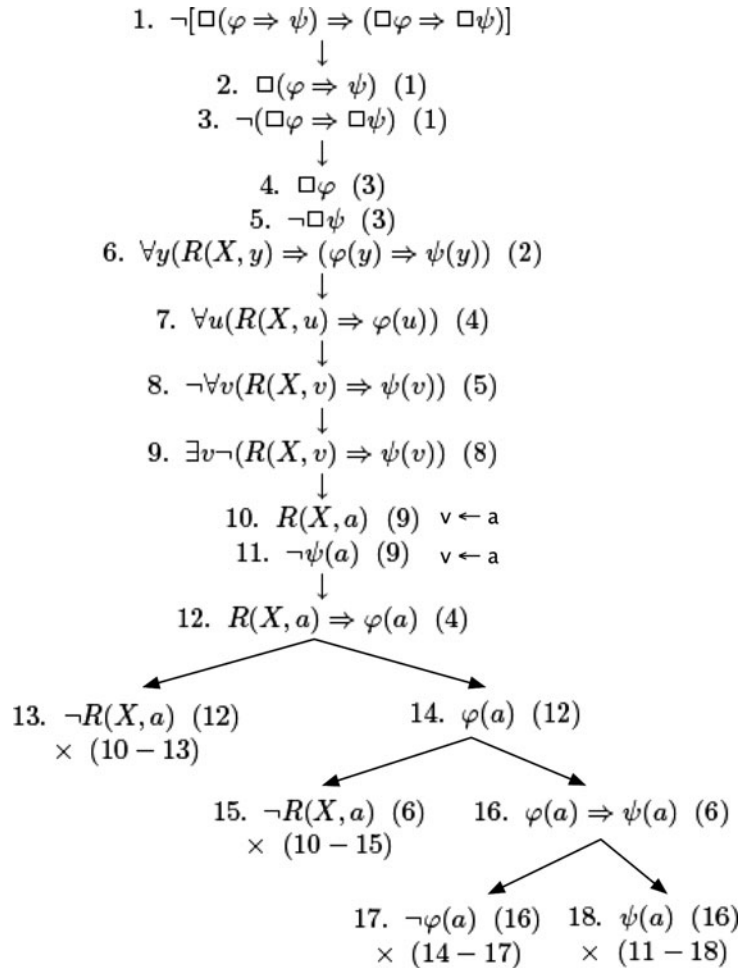 1. ¬[□(φ ⇒ ψ) ⇒ (□φ ⇒ □ψ)]
↓
2. □(φ ⇒ ψ) (1)
3. ¬(□φ ⇒ □ψ) (1)
↓
4. □φ (3)
5. ¬□ψ (3)
6. ∀y(R(X, y) ⇒ (φ(y) ⇒ ψ(y)) (2)
↓
7. ∀u(R(X, u) ⇒ φ(u)) (4)
↓
8. ¬∀v(R(X, v) ⇒ ψ(v)) (5)
↓
9. ∃v¬(R(X, v) ⇒ ψ(v)) (8)
↓
10. R(X, a) (9) v ← a
11. ¬ψ(a) (9) v ← a
↓
12. R(X, a) ⇒ φ(a) (4)
13. ¬R(X, a) (12)
× (10 − 13)
14. φ(a) (12)
15. ¬R(X, a) (6)
× (10 − 15)
16. φ(a) ⇒ ψ(a) (6)
17. ¬φ(a) (16)
× (14 − 17)
18. ψ(a) (16)
× (11 − 18)